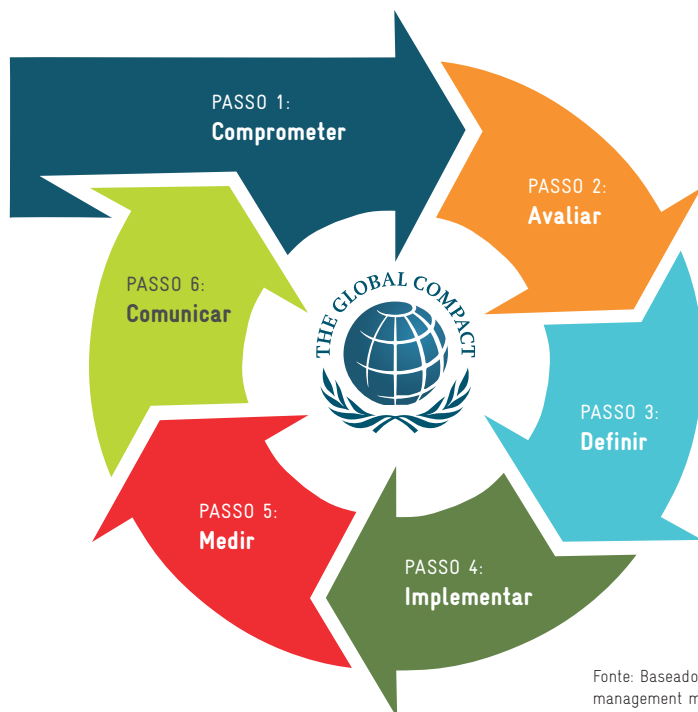 PASSO 1:
Comprometer
PASSO 2:
Avaliar
PASSO 3:
Definir
PASSO 4:
Implementar
PASSO 5:
Medir
PASSO 6:
Comunicar
THE GLOBAL COMPACT
Fonte: Baseado
management m